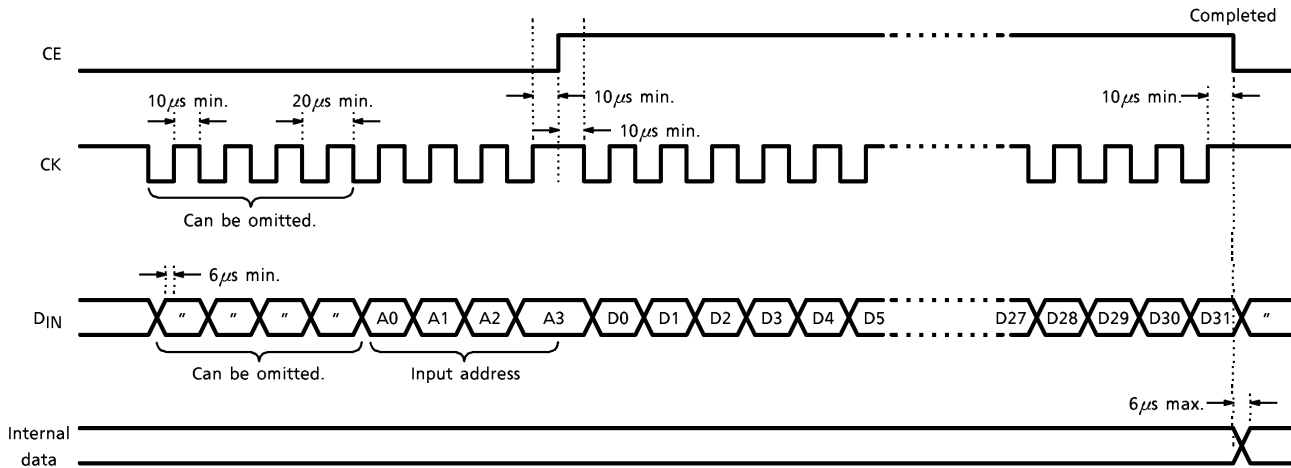 Completed
CE
10μs min. 20μs min. 10μs min. 10μs min.
10μs min.
CK
Can be omitted.
6μs min.
DIN " " " " A0 A1 A2 A3 D0 D1 D2 D3 D4 D5 D27 D28 D29 D30 D31 "
Can be omitted. Input address
6μs max.
Internal
data